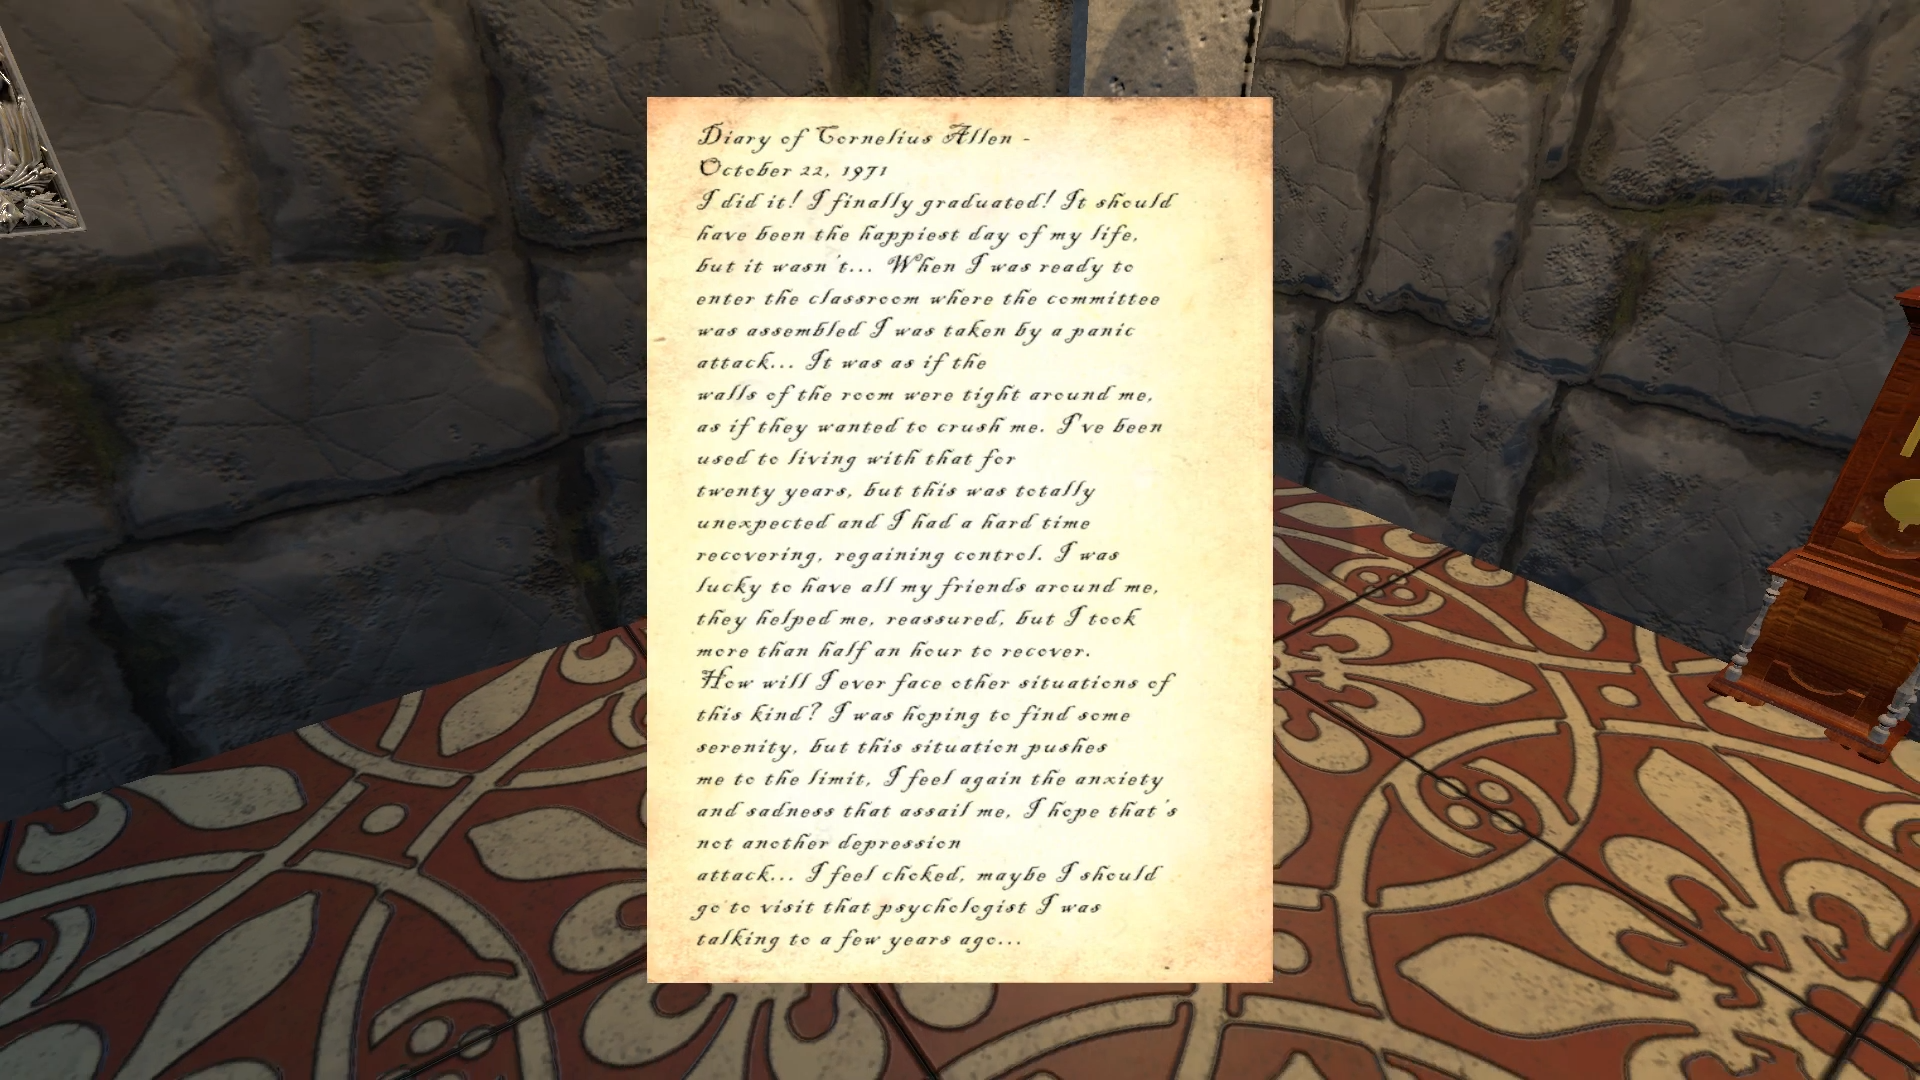 Diary of Cornelius Allen -
October 22, 1971
I did it! I finally graduated! It should
have been the happiest day of my life,
but it wasn't... When I was ready to
enter the classroom where the committee
was assembled I was taken by a panic
attack... It was as if the
walls of the room were tight around me,
as if they wanted to crush me. I've been
used to living with that for
twenty years, but this was totally
unexpected and I had a hard time
recovering, regaining control. I was
lucky to have all my friends around me,
they helped me, reassured, but I took
more than half an hour to recover.
How will I ever face other situations of
this kind? I was hoping to find some
serenity, but this situation pushes
me to the limit, I feel again the anxiety
and sadness that assail me, I hope that's
not another depression
attack... I feel choked, maybe I should
go to visit that psychologist I was
talking to a few years ago...